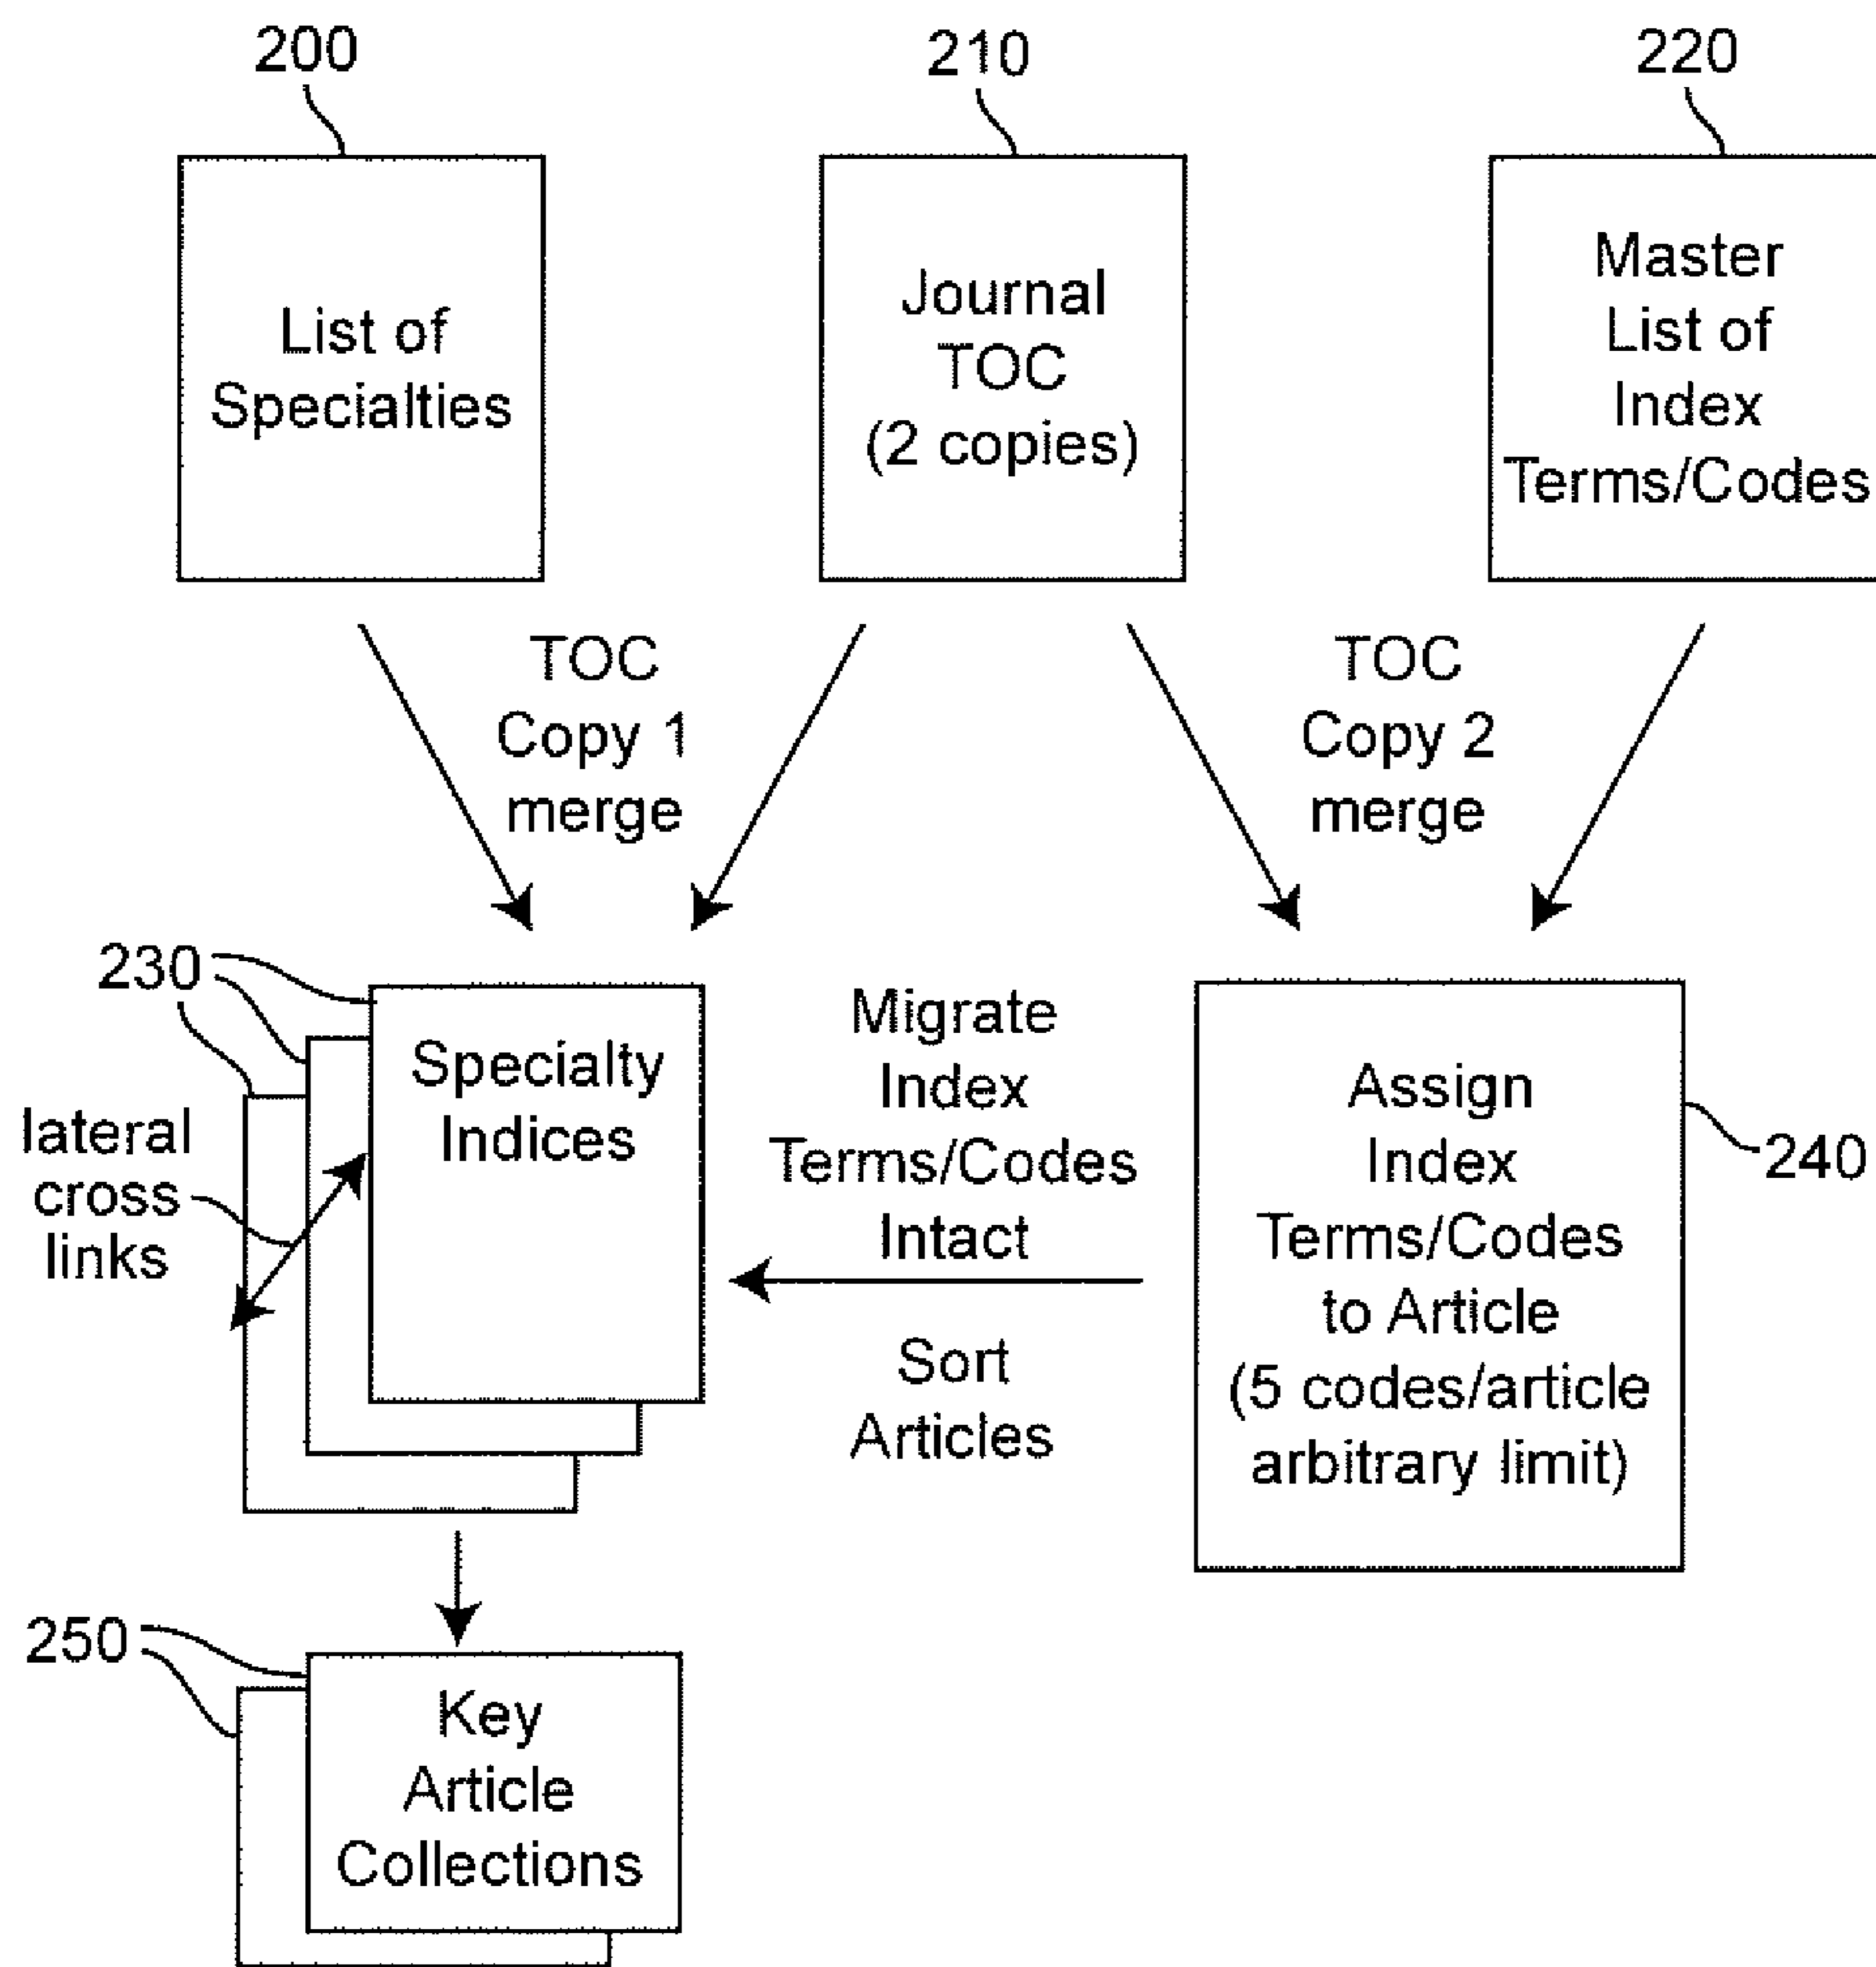 200
210
220
List of
Specialties
Journal
TOC
(2 copies)
Master
List of
Index
Terms/Codes
TOC
Copy 1
merge
TOC
Copy 2
merge
230
lateral
cross
links
Specialty
Indices
Migrate
Index
Terms/Codes
Intact
Sort
Articles
Assign
Index
Terms/Codes
to Article
(5 codes/article
arbitrary limit)
240
250
Key
Article
Collections